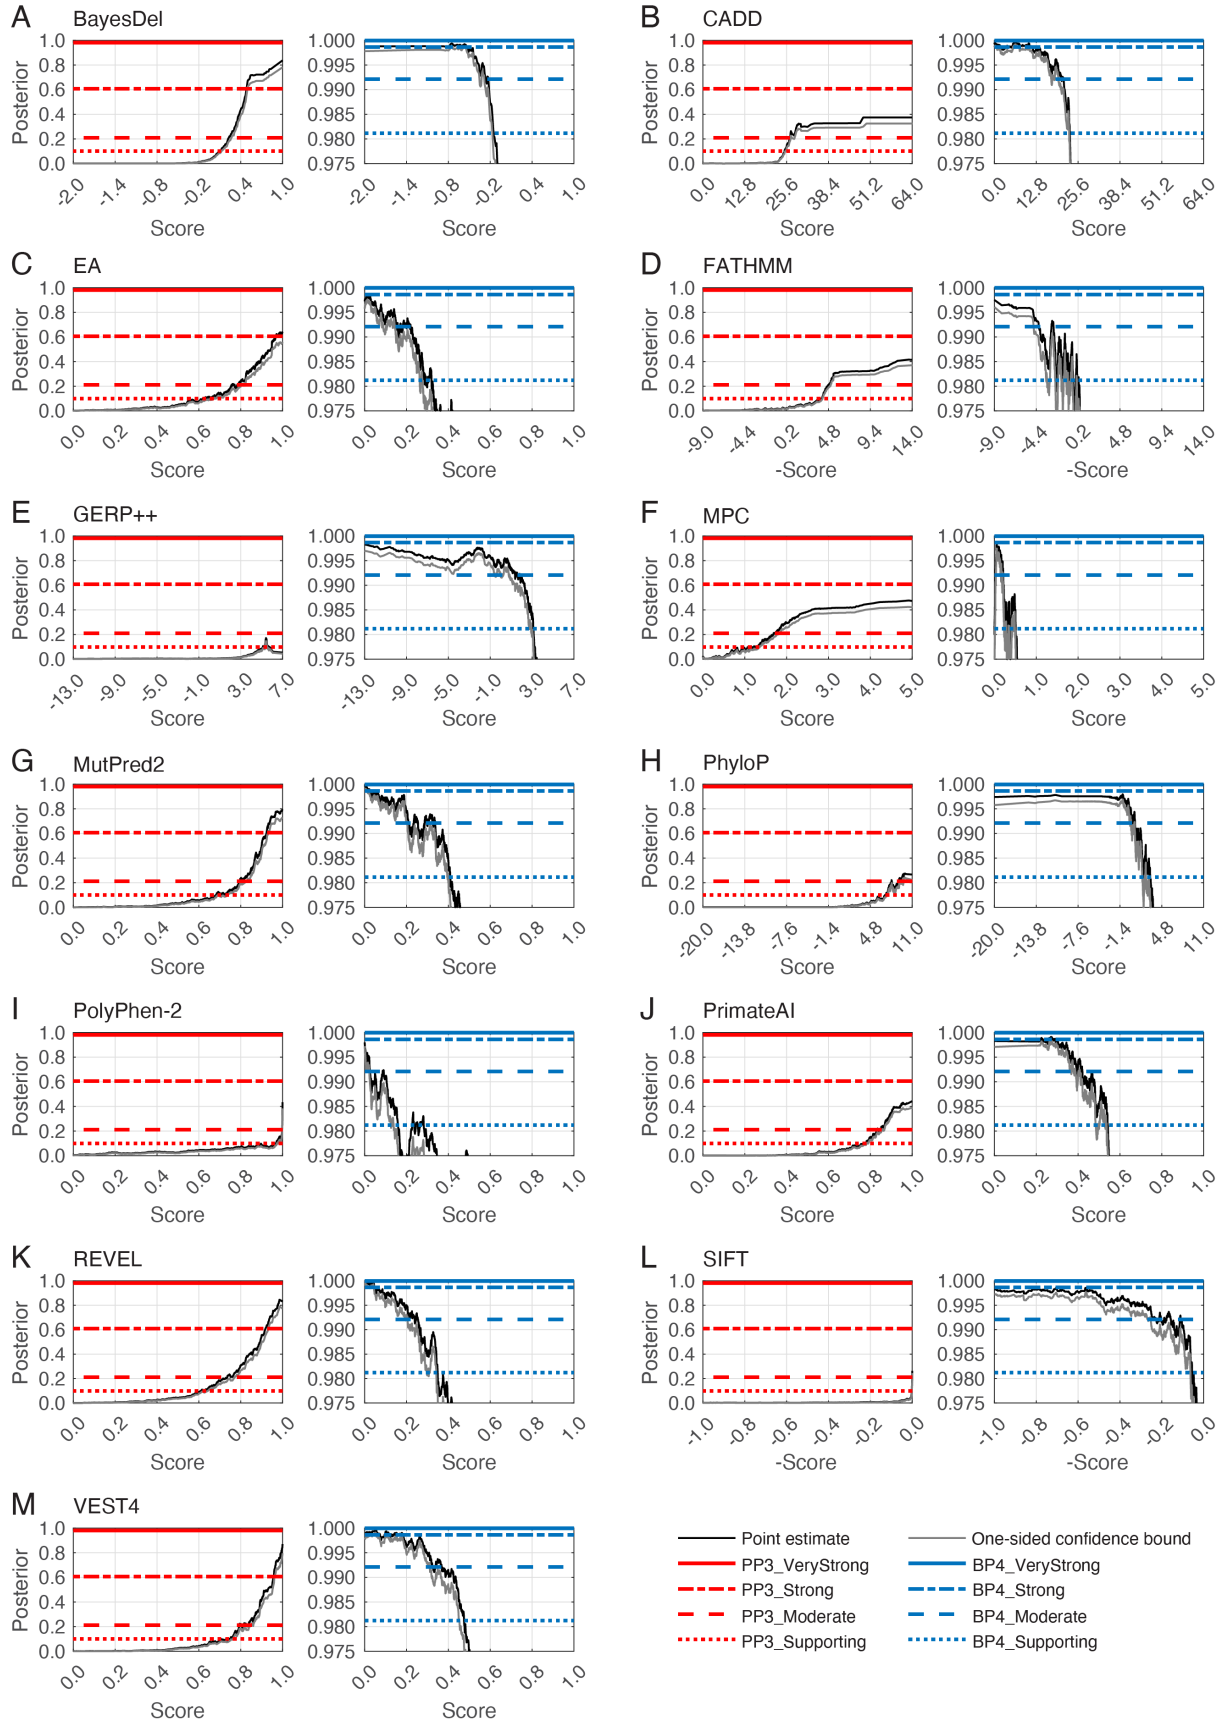 A BayesDel
1.0
0.8
0.6
0.4
0.2
0.0
Posterior
-2.0 -1.4 -0.8 -0.2 0.4 1.0
Score
1.000
0.995
0.990
0.985
0.980
0.975
-2.0 -1.4 -0.8 -0.2 0.4 1.0
Score
B CADD
1.0
0.8
0.6
0.4
0.2
0.0
Posterior
0.0 12.8 25.6 38.4 51.2 64.0
Score
1.000
0.995
0.990
0.985
0.980
0.975
0.0 12.8 25.6 38.4 51.2 64.0
Score
C EA
1.0
0.8
0.6
0.4
0.2
0.0
Posterior
0.0 0.2 0.4 0.6 0.8 1.0
Score
1.000
0.995
0.990
0.985
0.980
0.975
0.0 0.2 0.4 0.6 0.8 1.0
Score
D FATHMM
1.0
0.8
0.6
0.4
0.2
0.0
Posterior
-9.0 -4.4 0.2 4.8 9.4 14.0
-Score
1.000
0.995
0.990
0.985
0.980
0.975
-9.0 -4.4 0.2 4.8 9.4 14.0
-Score
E GERP++
1.0
0.8
0.6
0.4
0.2
0.0
Posterior
-13.0 -9.0 -5.0 -1.0 3.0 7.0
Score
1.000
0.995
0.990
0.985
0.980
0.975
-13.0 -9.0 -5.0 -1.0 3.0 7.0
Score
F MPC
1.0
0.8
0.6
0.4
0.2
0.0
Posterior
0.0 1.0 2.0 3.0 4.0 5.0
Score
1.000
0.995
0.990
0.985
0.980
0.975
0.0 1.0 2.0 3.0 4.0 5.0
Score
G MutPred2
1.0
0.8
0.6
0.4
0.2
0.0
Posterior
0.0 0.2 0.4 0.6 0.8 1.0
Score
1.000
0.995
0.990
0.985
0.980
0.975
0.0 0.2 0.4 0.6 0.8 1.0
Score
H PhyloP
1.0
0.8
0.6
0.4
0.2
0.0
Posterior
-20.0 -13.8 -7.6 -1.4 4.8 11.0
Score
1.000
0.995
0.990
0.985
0.980
0.975
-20.0 -13.8 -7.6 -1.4 4.8 11.0
Score
I PolyPhen-2
1.0
0.8
0.6
0.4
0.2
0.0
Posterior
0.0 0.2 0.4 0.6 0.8 1.0
Score
1.000
0.995
0.990
0.985
0.980
0.975
0.0 0.2 0.4 0.6 0.8 1.0
Score
J PrimateAI
1.0
0.8
0.6
0.4
0.2
0.0
Posterior
0.0 0.2 0.4 0.6 0.8 1.0
Score
1.000
0.995
0.990
0.985
0.980
0.975
0.0 0.2 0.4 0.6 0.8 1.0
Score
K REVEL
1.0
0.8
0.6
0.4
0.2
0.0
Posterior
0.0 0.2 0.4 0.6 0.8 1.0
Score
1.000
0.995
0.990
0.985
0.980
0.975
0.0 0.2 0.4 0.6 0.8 1.0
Score
L SIFT
1.0
0.8
0.6
0.4
0.2
0.0
Posterior
-1.0 -0.8 -0.6 -0.4 -0.2 0.0
-Score
1.000
0.995
0.990
0.985
0.980
0.975
-1.0 -0.8 -0.6 -0.4 -0.2 0.0
-Score
M VEST4
1.0
0.8
0.6
0.4
0.2
0.0
Posterior
0.0 0.2 0.4 0.6 0.8 1.0
Score
1.000
0.995
0.990
0.985
0.980
0.975
0.0 0.2 0.4 0.6 0.8 1.0
Score
Point estimate
PP3_VeryStrong
PP3_Strong
PP3_Moderate
PP3_Supporting
One-sided confidence bound
BP4_VeryStrong
BP4_Strong
BP4_Moderate
BP4_Supporting